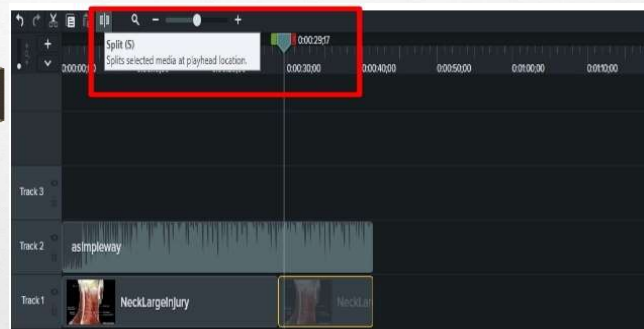 0:00:29;17
Split (S)
Splits selected media at playhead location.
0:00:00;00
0:00:30;00
0:00:40;00
0:00:50;00
0:01:00;00
0:01:10;00
Track 3
Track 2
asimpleway
Track 1
NeckLargeInjury
NeckLar